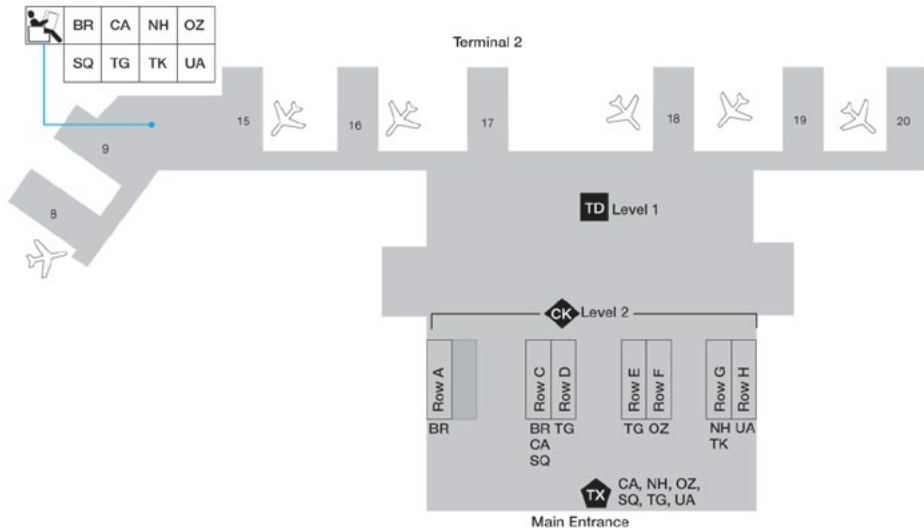 BR CA NH OZ
SQ TG TK UA
Terminal 2
15
16
17
18
19
20
9
8
TD Level 1
CK Level 2
Row A
Row C
Row D
Row E
Row F
Row G
Row H
BR
BR TG
TG OZ
NH UA
CA
TK
SQ
TX CA, NH, OZ,
SQ, TG, UA
Main Entrance